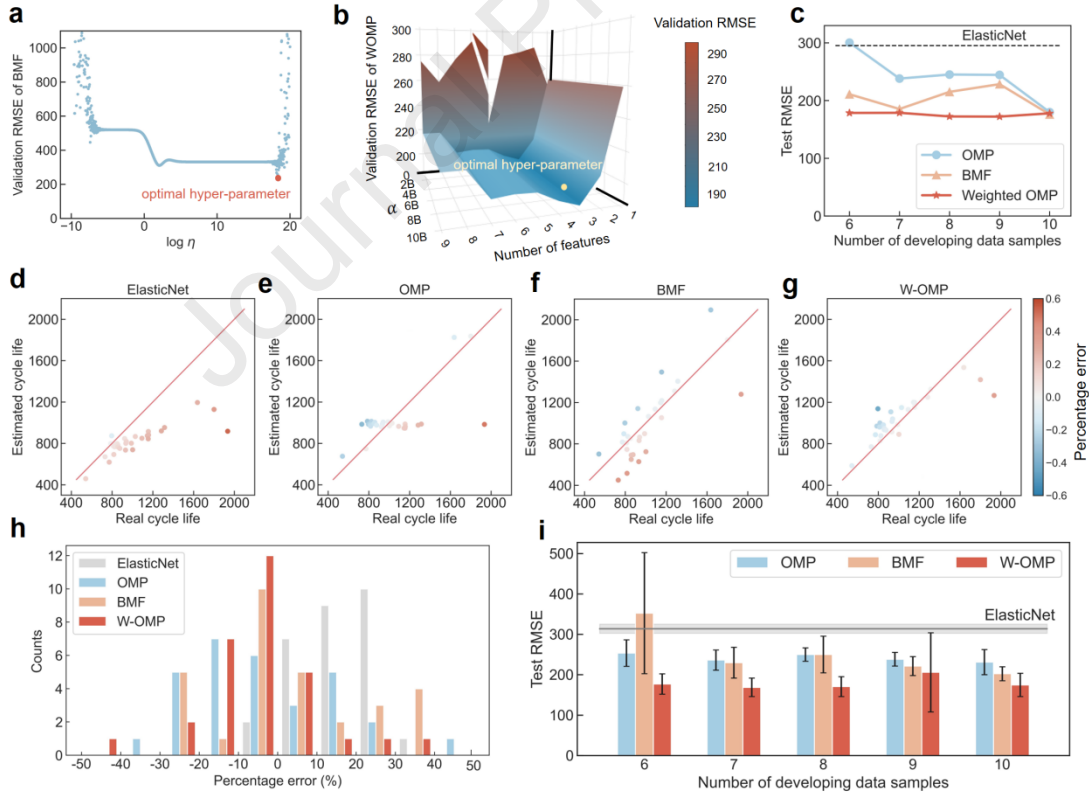 a
Validation RMSE of BMF
1000
800
600
400
200
0
−10
0
10
20
log η
optimal hyper-parameter
b
Validation RMSE of WOMP
300
280
260
240
220
200
0
2B
4B
6B
8B
10B
α
9
8
7
6
5
4
3
2
1
Number of features
optimal hyper-parameter
Validation RMSE
290
270
250
230
210
190
c
ElasticNet
Test RMSE
300
200
100
0
6
7
8
9
10
Number of developing data samples
OMP
BMF
Weighted OMP
Journal Pr
d
ElasticNet
Estimated cycle life
2000
1600
1200
800
400
400 800 1200 1600 2000
Real cycle life
e
OMP
Estimated cycle life
2000
1600
1200
800
400
400 800 1200 1600 2000
Real cycle life
f
BMF
Estimated cycle life
2000
1600
1200
800
400
400 800 1200 1600 2000
Real cycle life
g
W-OMP
Estimated cycle life
2000
1600
1200
800
400
400 800 1200 1600 2000
Real cycle life
0.6
0.4
0.2
0.0
−0.2
−0.4
−0.6
Percentage error
h
ElasticNet
OMP
BMF
W-OMP
Counts
12
10
8
6
4
2
0
-50 -40 -30 -20 -10 0 10 20 30 40 50
Percentage error (%)
i
OMP
BMF
W-OMP
ElasticNet
Test RMSE
500
400
300
200
100
0
6 7 8 9 10
Number of developing data samples